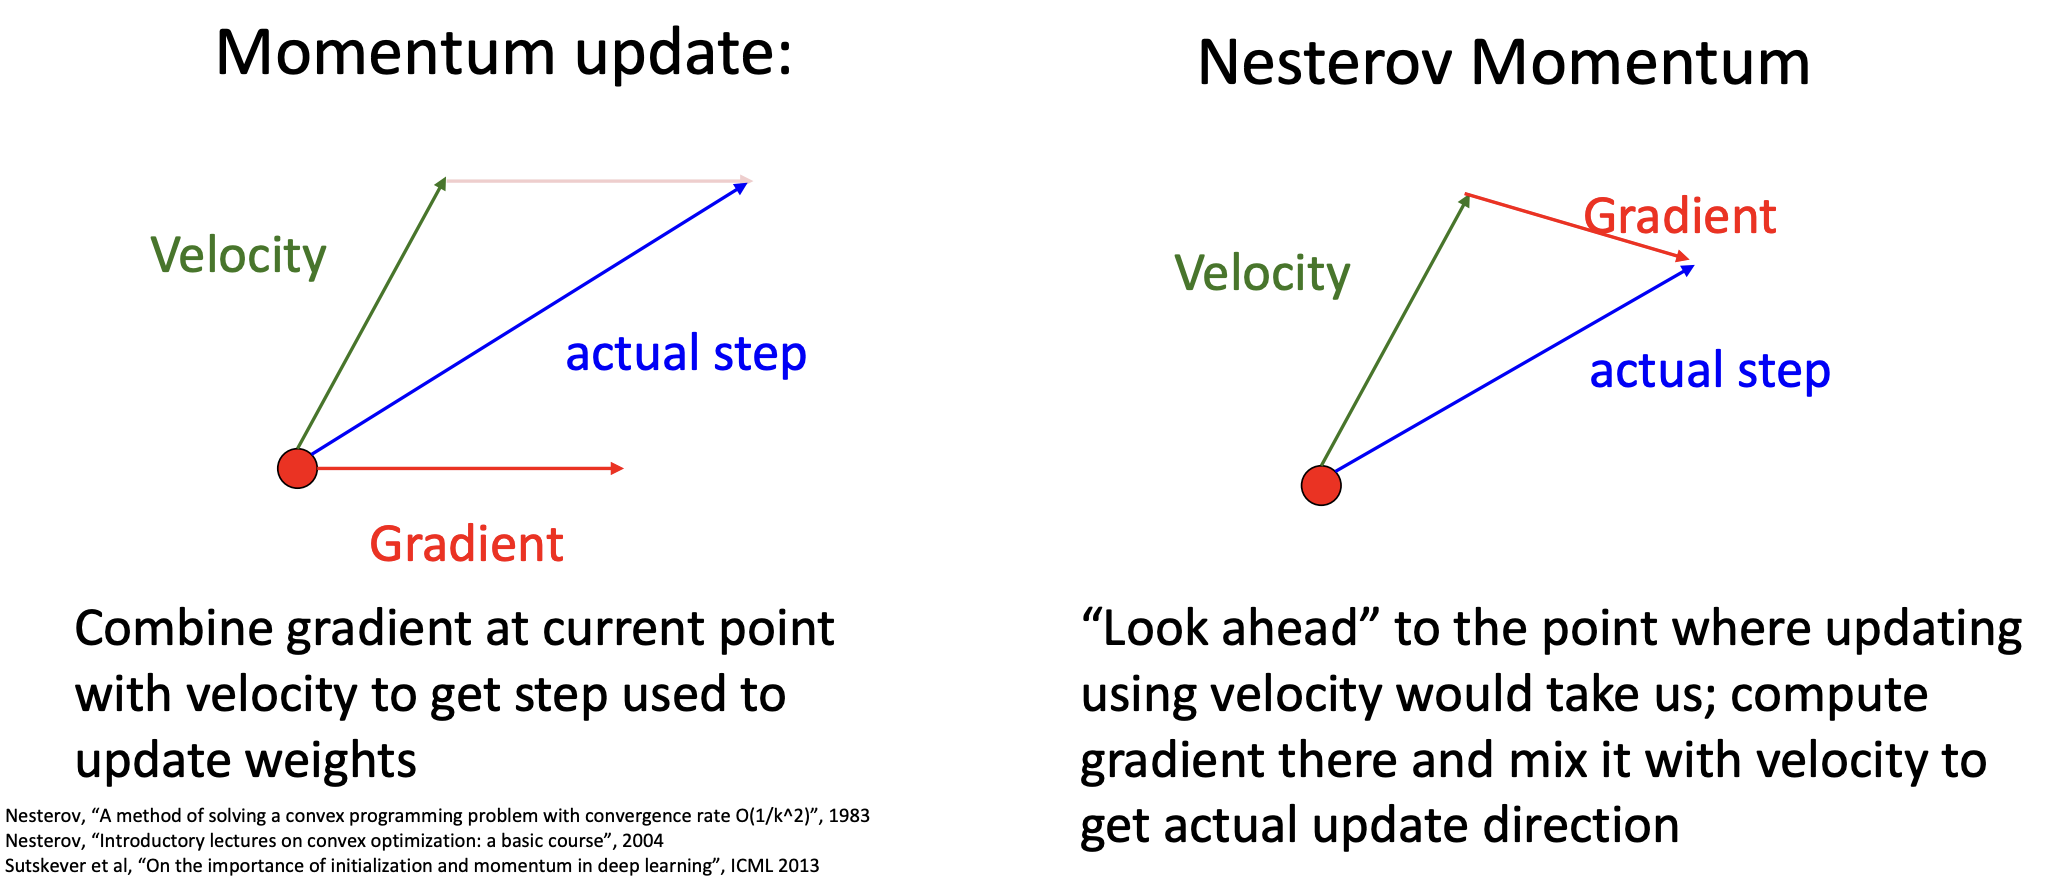 Momentum update:
Velocity
actual step
Gradient
Combine gradient at current point
with velocity to get step used to
update weights
Nesterov, “A method of solving a convex programming problem with convergence rate O(1/k^2)”, 1983
Nesterov, “Introductory lectures on convex optimization: a basic course”, 2004
Sutskever et al, “On the importance of initialization and momentum in deep learning”, ICML 2013
Nesterov Momentum
Gradient
Velocity
actual step
“Look ahead” to the point where updating
using velocity would take us; compute
gradient there and mix it with velocity to
get actual update direction